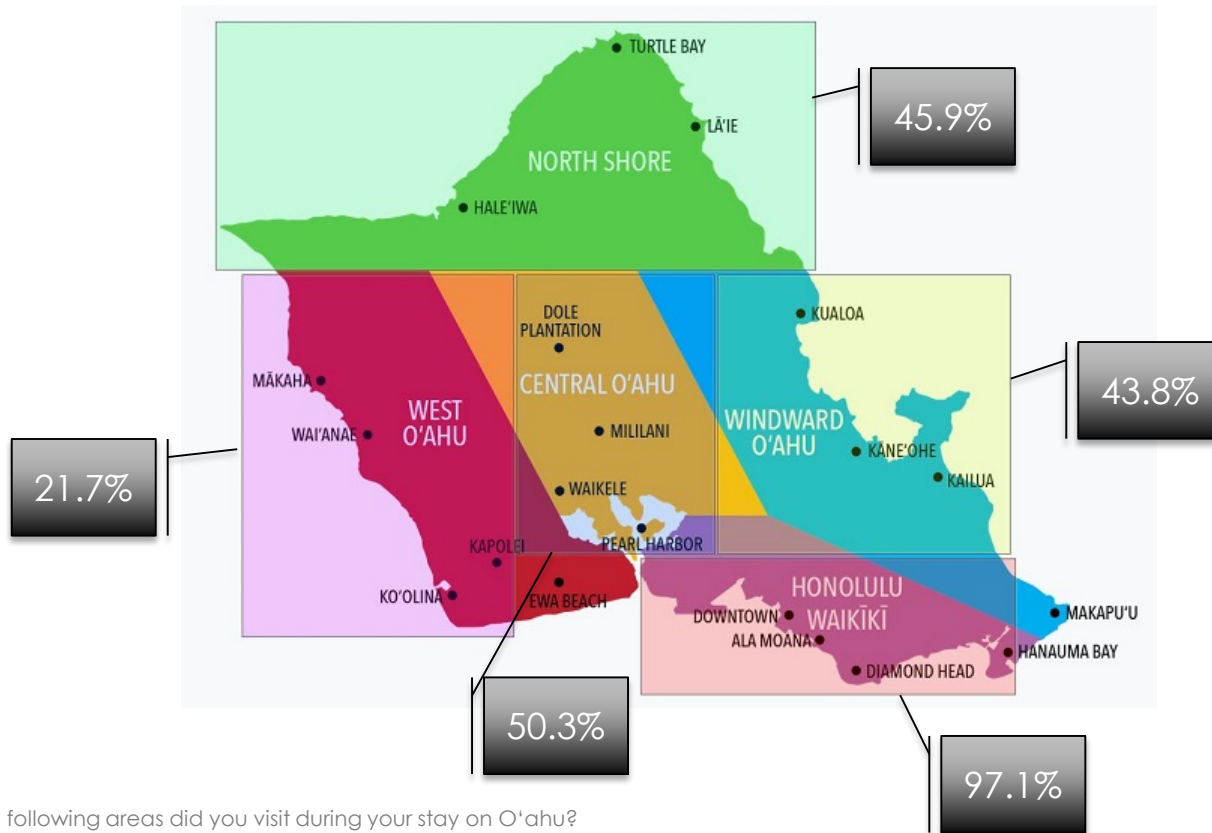 TURTLE BAY
45.9%
LĀ‘IE
NORTH SHORE
HALE‘IWA
DOLE
PLANTATION
KUALOA
MĀKAHA
CENTRAL O‘AHU
43.8%
WEST
O‘AHU
WAI‘ANAE
MILILANI
WINDWARD
O‘AHU
KĀNE‘OHE
KAILUA
21.7%
WAIKELE
PEARL HARBOR
KAPOLEI
KO‘OLINA
EWA BEACH
HONOLULU
WAIKĪKĪ
DOWNTOWN
ALA MOANA
MAKAPU‘U
HANAUMA BAY
DIAMOND HEAD
50.3%
97.1%
following areas did you visit during your stay on O‘ahu?